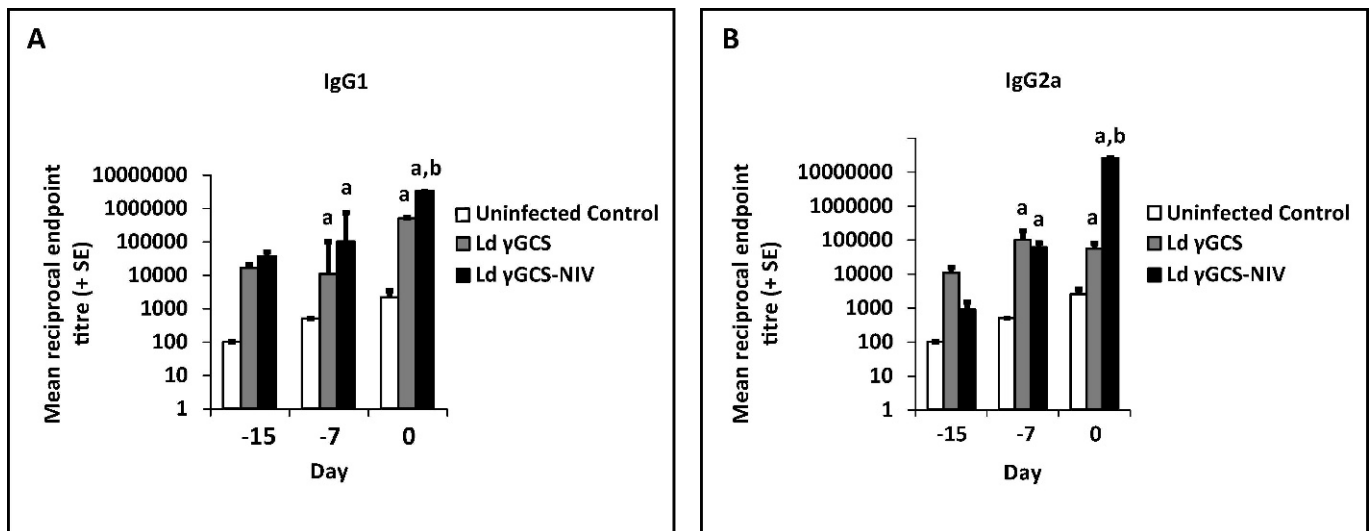 A
IgG1
Mean reciprocal endpoint
titre (+ SE)
10000000
1000000
100000
10000
1000
100
10
1
a
a
a
a,b
-15
-7
0
Day
Uninfected Control
Ld γGCS
Ld γGCS-NIV
B
IgG2a
Mean reciprocal endpoint
titre (+ SE)
10000000
1000000
100000
10000
1000
100
10
1
a
a
a
a,b
-15
-7
0
Day
Uninfected Control
Ld γGCS
Ld γGCS-NIV